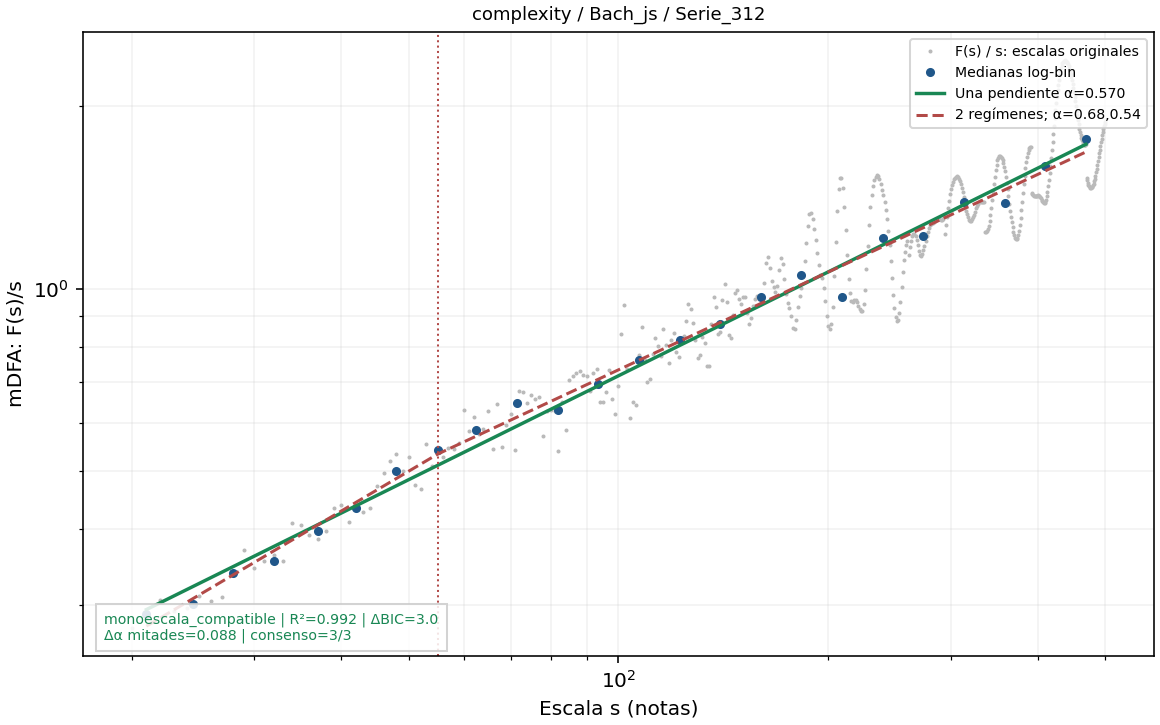 complexity / Bach_js / Serie_312
F(s) / s: escalas originales
Medianas log-bin
Una pendiente α=0.570
2 regímenes; α=0.68,0.54
mDFA: F(s)/s
10⁰
monoescala_compatible | R²=0.992 | ΔBIC=3.0
Δα mitades=0.088 | consenso=3/3
10²
Escala s (notas)